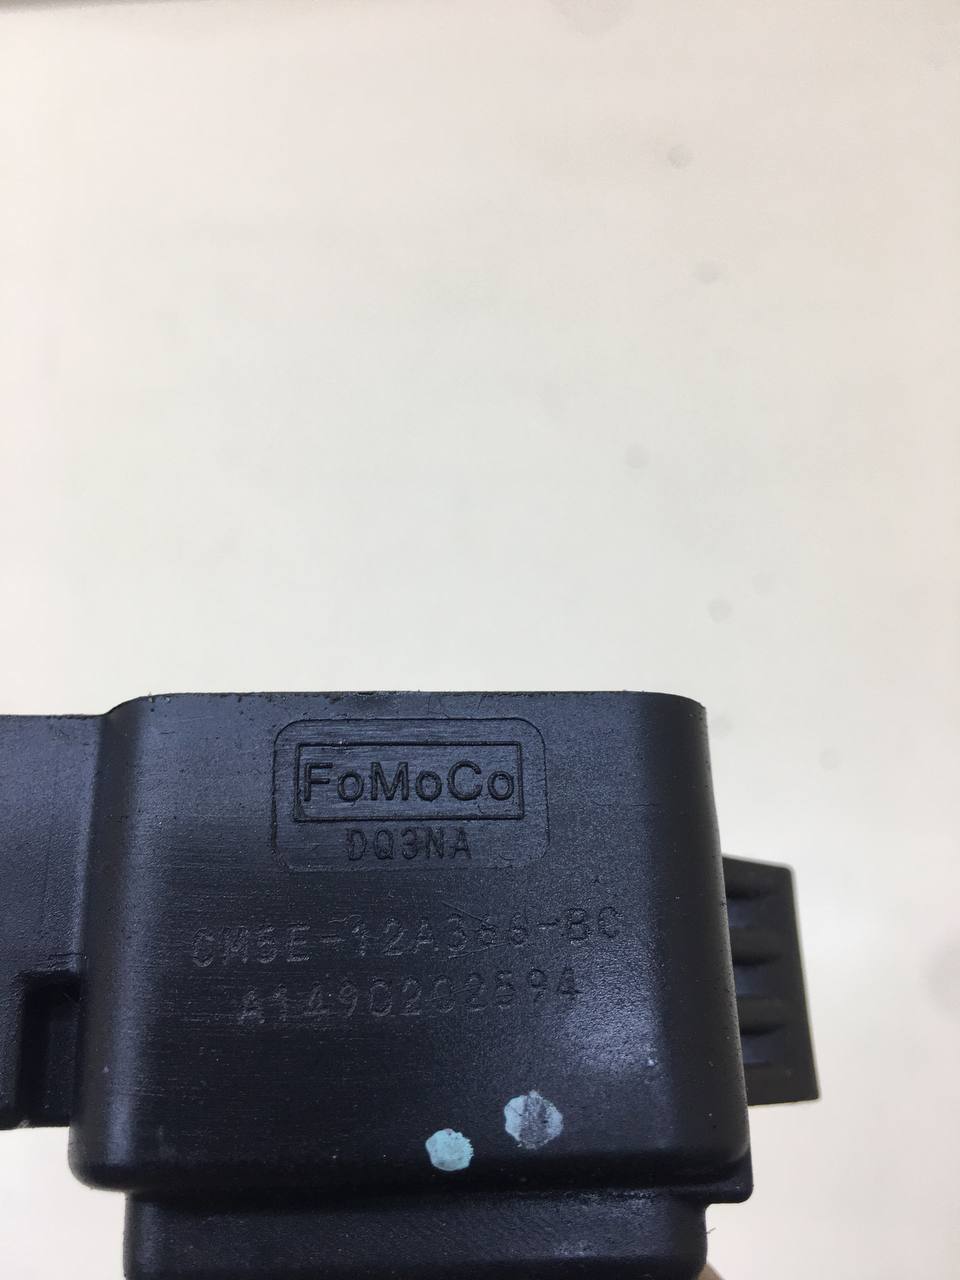 FoMoCo
DQ3NA
CM5E-12A366-BC
A1490202594